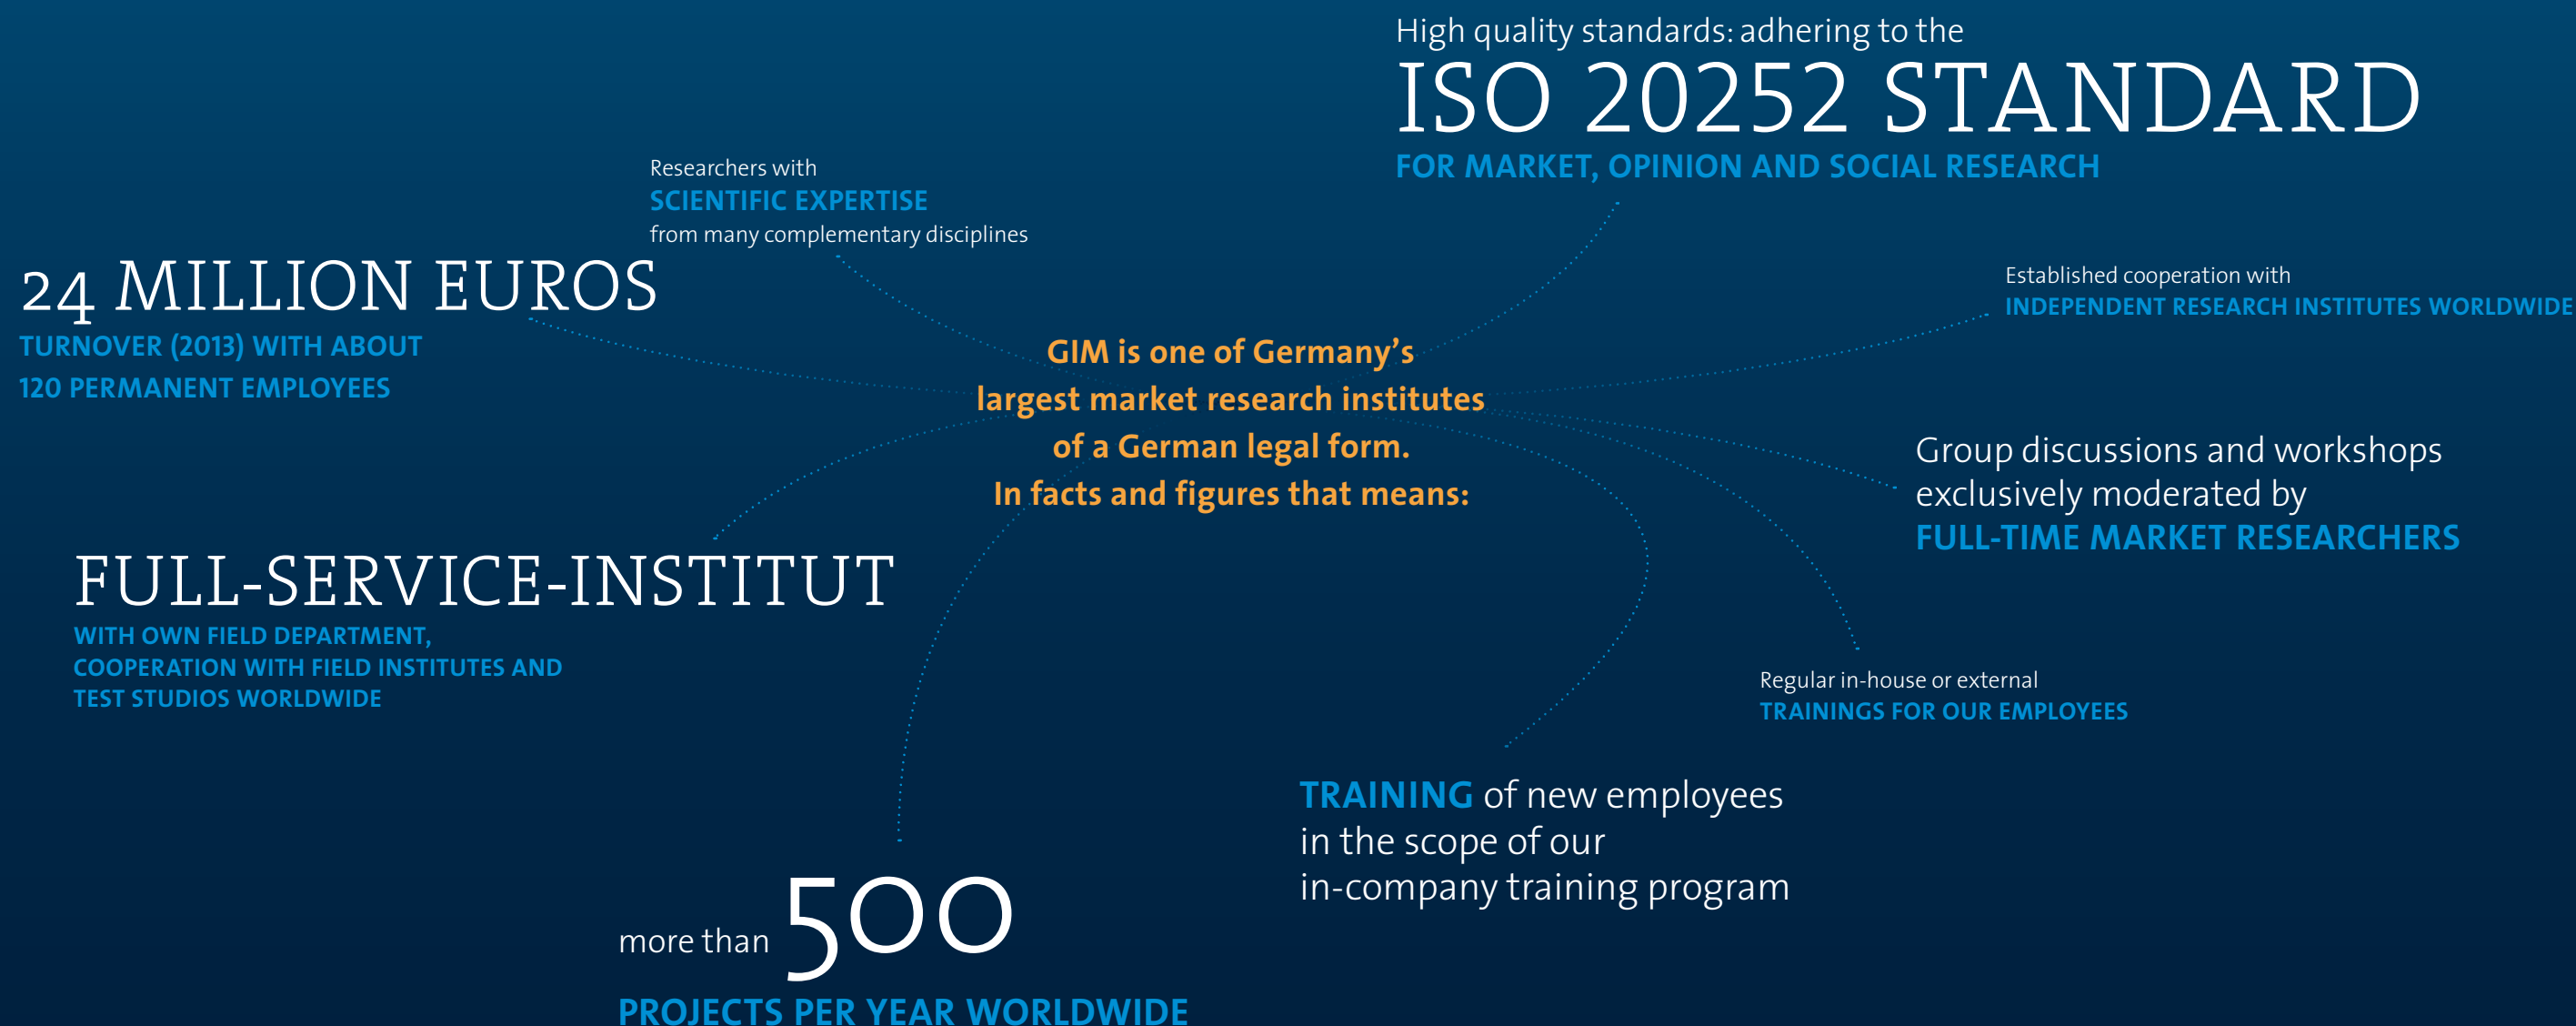 High quality standards: adhering to the
ISO 20252 STANDARD
FOR MARKET, OPINION AND SOCIAL RESEARCH
Researchers with
SCIENTIFIC EXPERTISE
from many complementary disciplines
24 MILLION EUROS
TURNOVER (2013) WITH ABOUT
120 PERMANENT EMPLOYEES
Established cooperation with
INDEPENDENT RESEARCH INSTITUTES WORLDWIDE
GIM is one of Germany’s
largest market research institutes
of a German legal form.
In facts and figures that means:
Group discussions and workshops
exclusively moderated by
FULL-TIME MARKET RESEARCHERS
FULL-SERVICE-INSTITUT
WITH OWN FIELD DEPARTMENT,
COOPERATION WITH FIELD INSTITUTES AND
TEST STUDIOS WORLDWIDE
Regular in-house or external
TRAININGS FOR OUR EMPLOYEES
TRAINING of new employees
in the scope of our
in-company training program
more than 500
PROJECTS PER YEAR WORLDWIDE